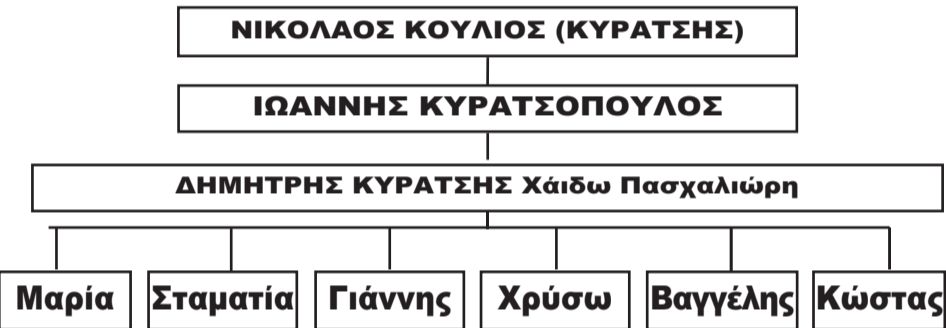 ΝΙΚΟΛΑΟΣ ΚΟΥΛΙΟΣ (ΚΥΡΑΤΣΗΣ)
ΙΩΑΝΝΗΣ ΚΥΡΑΤΣΟΠΟΥΛΟΣ
ΔΗΜΗΤΡΗΣ ΚΥΡΑΤΣΗΣ Χάιδω Πασχαλιώρη
Μαρία Σταματία Γιάννης Χρύσω Βαγγέλης Κώστας